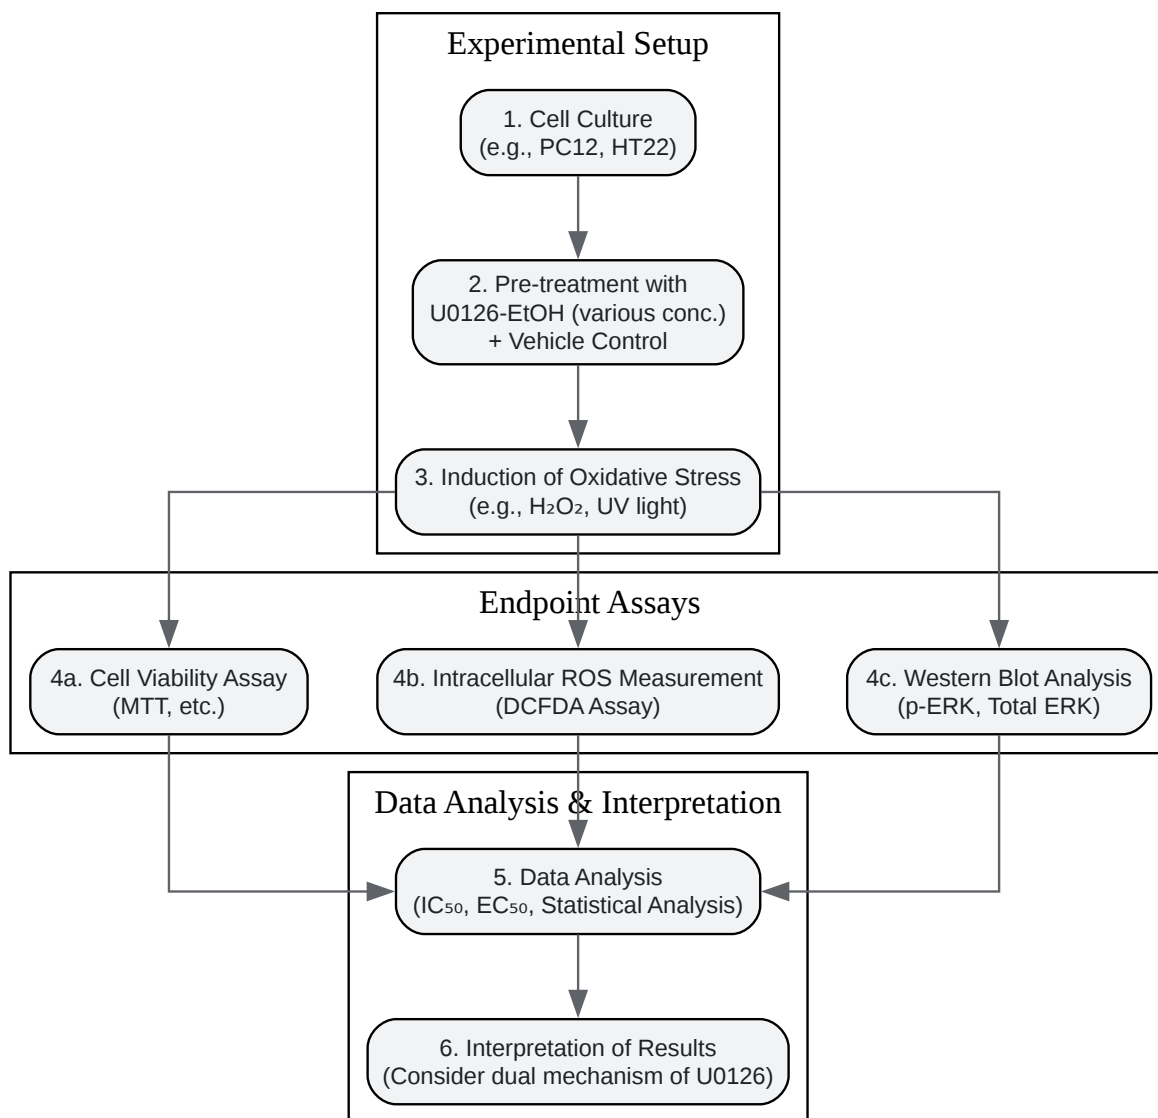 Experimental Setup
1. Cell Culture
(e.g., PC12, HT22)
2. Pre-treatment with
U0126-EtOH (various conc.)
+ Vehicle Control
3. Induction of Oxidative Stress
(e.g., H₂O₂, UV light)
Endpoint Assays
4a. Cell Viability Assay
(MTT, etc.)
4b. Intracellular ROS Measurement
(DCFDA Assay)
4c. Western Blot Analysis
(p-ERK, Total ERK)
Data Analysis & Interpretation
5. Data Analysis
(IC₅₀, EC₅₀, Statistical Analysis)
6. Interpretation of Results
(Consider dual mechanism of U0126)